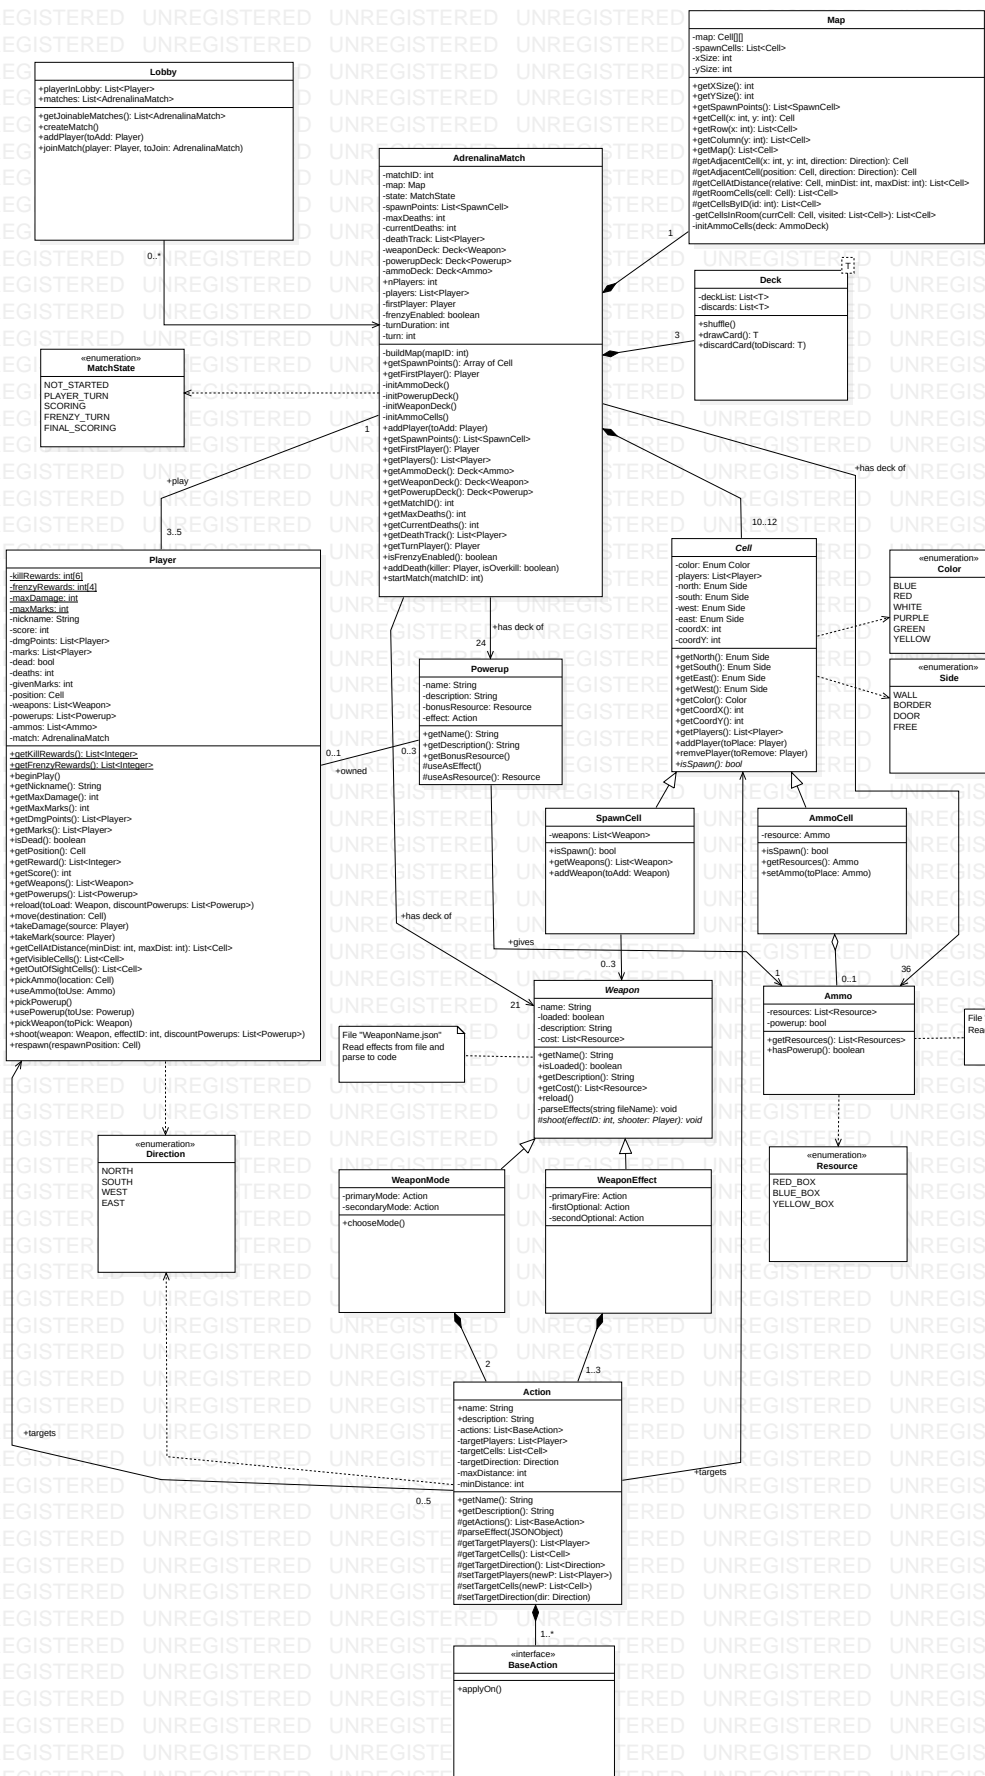 Map
-map: Cell[][]
-spawnCells: List<Cell>
-xSize: int
-ySize: int
+getXSize(): int
+getYSize(): int
+getSpawnPoints(): List<SpawnCell>
+getCell(x: int, y: int): Cell
+getRow(x: int): List<Cell>
+getColumn(y: int): List<Cell>
+getMap(): List<Cell>
#getAdjacentCell(x: int, y: int, direction: Direction): Cell
#getAdjacentCell(position: Cell, direction: Direction): Cell
#getCellAtDistance(relative: Cell, minDist: int, maxDist: int): List<Cell>
#getRoomCells(cell: Cell): List<Cell>
#getCellsByID(id: int): List<Cell>
-getCellsInRoom(currCell: Cell, visited: List<Cell>): List<Cell>
-initAmmoCells(deck: AmmoDeck)
Lobby
+playerInLobby: List<Player>
+matches: List<AdrenalinaMatch>
+getJoinableMatches(): List<AdrenalinaMatch>
+createMatch()
+addPlayer(toAdd: Player)
+joinMatch(player: Player, toJoin: AdrenalinaMatch)
0..*
AdrenalinaMatch
-matchID: int
-map: Map
-state: MatchState
-spawnPoints: List<SpawnCell>
-maxDeaths: int
-currentDeaths: int
-deathTrack: List<Player>
-weaponDeck: Deck<Weapon>
-powerupDeck: Deck<Powerup>
-ammoDeck: Deck<Ammo>
+nPlayers: int
-players: List<Player>
-firstPlayer: Player
-frenzyEnabled: boolean
-turnDuration: int
-turn: int
-buildMap(mapID: int)
+getSpawnPoints(): Array of Cell
+getFirstPlayer(): Player
-initAmmoDeck()
-initPowerupDeck()
-initWeaponDeck()
-initAmmoCells()
+addPlayer(toAdd: Player)
+getSpawnPoints(): List<SpawnCell>
+getFirstPlayer(): Player
+getPlayers(): List<Player>
+getAmmoDeck(): Deck<Ammo>
+getWeaponDeck(): Deck<Weapon>
+getPowerupDeck(): Deck<Powerup>
+getMatchID(): int
+getMaxDeaths(): int
+getCurrentDeaths(): int
+getDeathTrack(): List<Player>
+getTurnPlayer(): Player
+isFrenzyEnabled(): boolean
+addDeath(killer: Player, isOverkill: boolean)
+startMatch(matchID: int)
1
T
Deck
-deckList: List<T>
-discards: List<T>
+shuffle()
+drawCard(): T
+discardCard(toDiscard: T)
3
«enumeration»
MatchState
NOT_STARTED
PLAYER_TURN
SCORING
FRENZY_TURN
FINAL_SCORING
1
+play
3..5
+has deck of
10..12
Player
-killRewards: int[6]
-frenzyRewards: int[4]
-maxDamage: int
-maxMarks: int
-nickname: String
-score: int
-dmgPoints: List<Player>
-marks: List<Player>
-dead: bool
-deaths: int
-givenMarks: int
-position: Cell
-weapons: List<Weapon>
-powerups: List<Powerup>
-ammos: List<Ammo>
-match: AdrenalinaMatch
+getKillRewards(): List<Integer>
+getFrenzyRewards(): List<Integer>
+beginPlay()
+getNickname(): String
+getMaxDamage(): int
+getMaxMarks(): int
+getDmgPoints(): List<Player>
+getMarks(): List<Player>
+isDead(): boolean
+getPosition(): Cell
+getReward(): List<Integer>
+getScore(): int
+getWeapons(): List<Weapon>
+getPowerups(): List<Powerup>
+reload(toLoad: Weapon, discountPowerups: List<Powerup>)
+move(destination: Cell)
+takeDamage(source: Player)
+takeMark(source: Player)
+getCellAtDistance(minDist: int, maxDist: int): List<Cell>
+getVisibleCells(): List<Cell>
+getOutOfSightCells(): List<Cell>
+pickAmmo(location: Cell)
+useAmmo(toUse: Ammo)
+pickPowerup()
+usePowerup(toUse: Powerup)
+pickWeapon(toPick: Weapon)
+shoot(weapon: Weapon, effectID: int, discountPowerups: List<Powerup>)
+respawn(respawnPosition: Cell)
+has deck of
24
Powerup
-name: String
-description: String
-bonusResource: Resource
-effect: Action
+getName(): String
+getDescription(): String
+getBonusResource()
#useAsEffect()
#useAsResource(): Resource
0..1
0..3
+owned
Cell
-color: Enum Color
-players: List<Player>
-north: Enum Side
-south: Enum Side
-west: Enum Side
-east: Enum Side
-coordX: int
-coordY: int
+getNorth(): Enum Side
+getSouth(): Enum Side
+getEast(): Enum Side
+getWest(): Enum Side
+getColor(): Color
+getCoordX(): int
+getCoordY(): int
+getPlayers(): List<Player>
+addPlayer(toPlace: Player)
+remvePlayer(toRemove: Player)
+isSpawn(): bool
«enumeration»
Color
BLUE
RED
WHITE
PURPLE
GREEN
YELLOW
«enumeration»
Side
WALL
BORDER
DOOR
FREE
SpawnCell
-weapons: List<Weapon>
+isSpawn(): bool
+getWeapons(): List<Weapon>
+addWeapon(toAdd: Weapon)
AmmoCell
-resource: Ammo
+isSpawn(): bool
+getResources(): Ammo
+setAmmo(toPlace: Ammo)
+has deck of
+gives
0..3
21
1
0..1
36
Weapon
-name: String
-loaded: boolean
-description: String
-cost: List<Resource>
+getName(): String
+isLoaded(): boolean
+getDescription(): String
+getCost(): List<Resource>
+reload()
-parseEffects(string fileName): void
#shoot(effectID: int, shooter: Player): void
File "WeaponName.json"
Read effects from file and
parse to code
Ammo
-resources: List<Resource>
-powerup: bool
+getResources(): List<Resources>
+hasPowerup(): boolean
File
Rea
«enumeration»
Direction
NORTH
SOUTH
WEST
EAST
WeaponMode
-primaryMode: Action
-secondaryMode: Action
+chooseMode()
WeaponEffect
-primaryFire: Action
-firstOptional: Action
-secondOptional: Action
«enumeration»
Resource
RED_BOX
BLUE_BOX
YELLOW_BOX
2
1..3
Action
+name: String
+description: String
-actions: List<BaseAction>
-targetPlayers: List<Player>
-targetCells: List<Cell>
-targetDirection: Direction
-maxDistance: int
-minDistance: int
+getName(): String
+getDescription(): String
#getActions(): List<BaseAction>
#parseEffect(JSONObject)
#getTargetPlayers(): List<Player>
#getTargetCells(): List<Cell>
#getTargetDirection(): List<Direction>
#setTargetPlayers(newP: List<Player>)
#setTargetCells(newP: List<Cell>)
#setTargetDirection(dir: Direction)
+targets
0..5
+targets
1..*
«interface»
BaseAction
+applyOn()